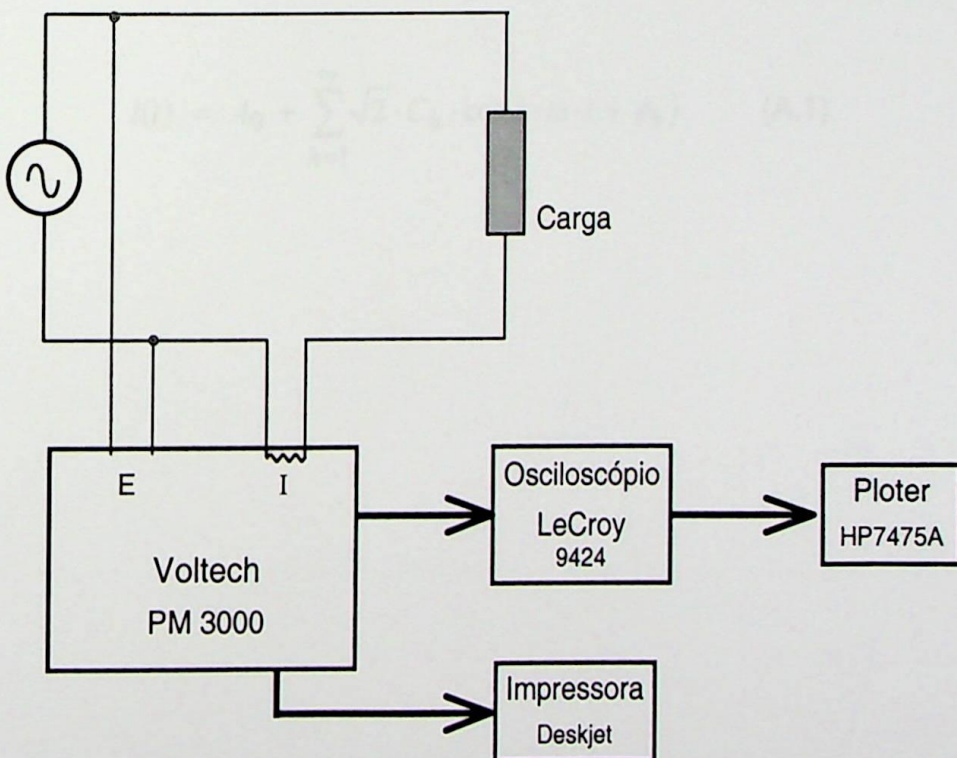 Carga
E
I
Voltech
PM 3000
Osciloscópio
LeCroy
9424
Ploter
HP7475A
Impressora
Deskjet